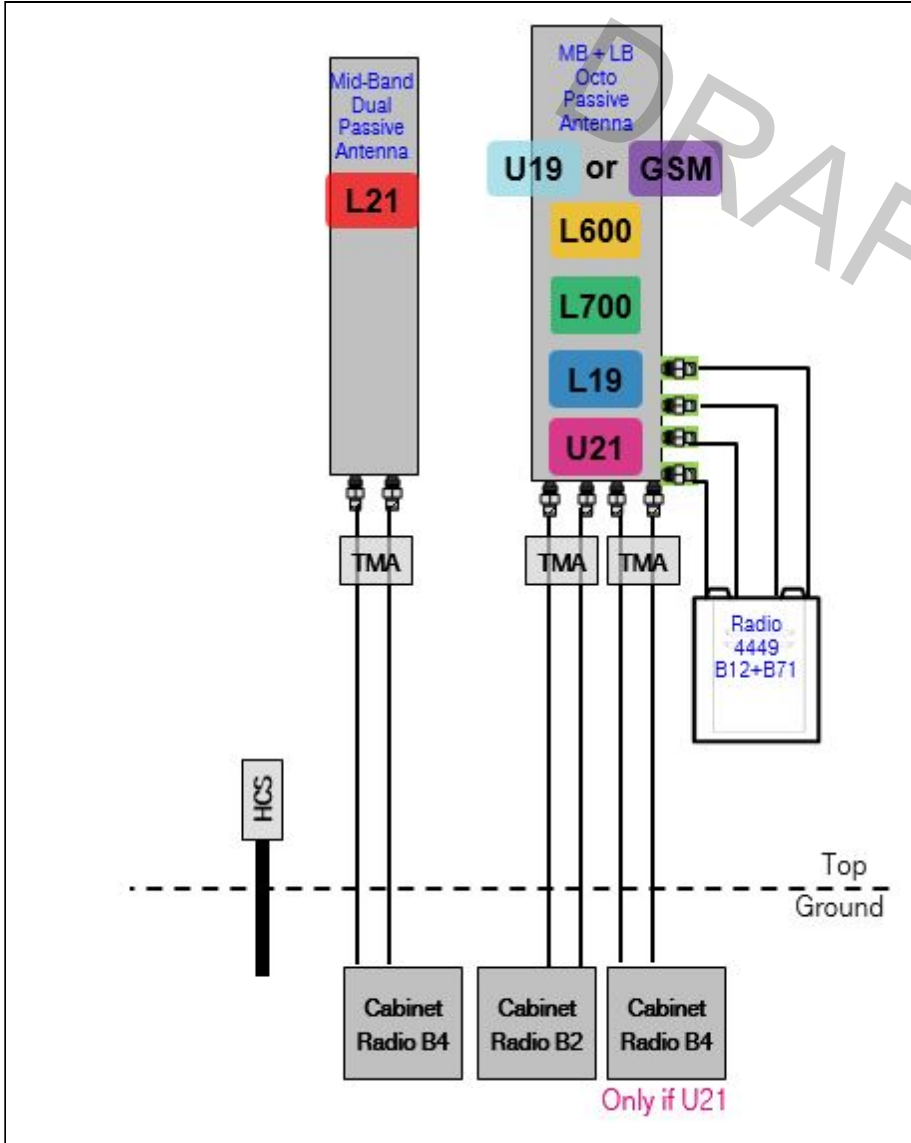 Mid-Band
Dual
Passive
Antenna
L21
MB + LB
Octo
Passive
Antenna
U19 or GSM
L600
L700
L19
U21
TMA
TMA
TMA
Radio
4449
B12+B71
HCS
Top
Ground
Cabinet
Radio B4
Cabinet
Radio B2
Cabinet
Radio B4
Only if U21